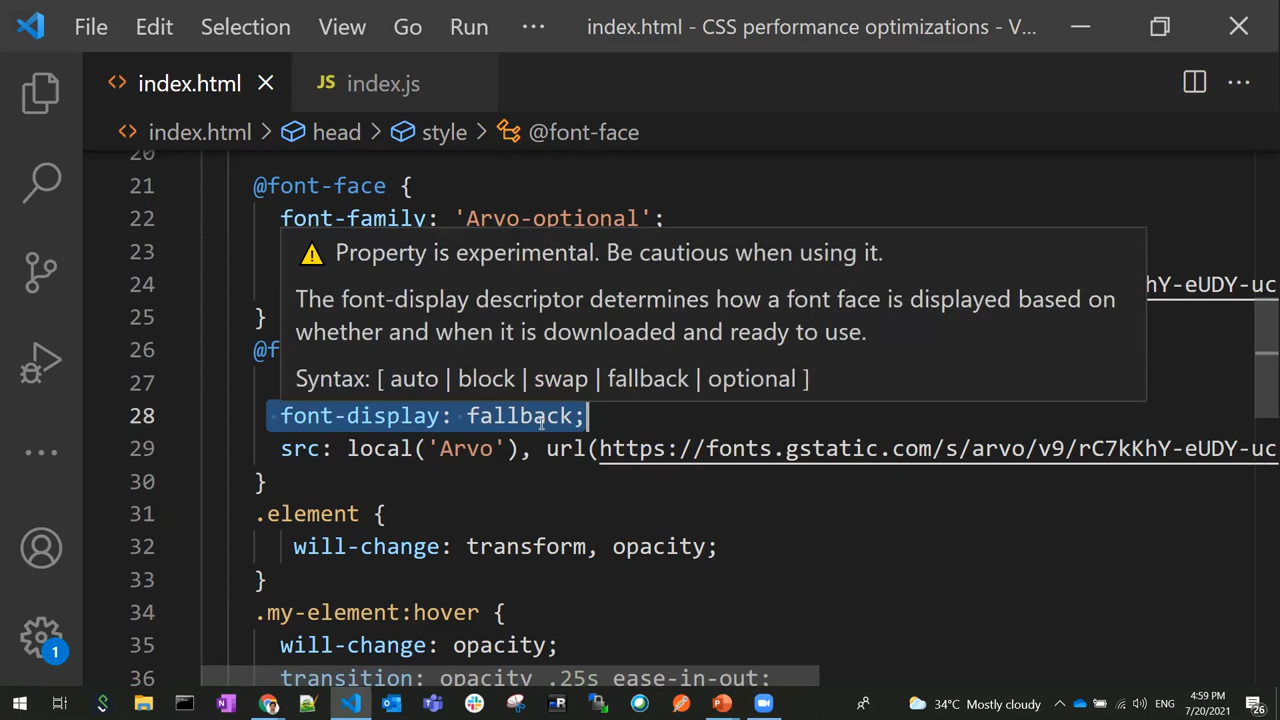 File Edit Selection View Go Run ··· index.html - CSS performance optimizations - V...
index.html JS index.js
index.html > head > style > @font-face
20
21 @font-face {
22 font-family: 'Arvo-optional';
23
⚠ Property is experimental. Be cautious when using it.
24 hY-eUDY-uc
The font-display descriptor determines how a font face is displayed based on
25 }
whether and when it is downloaded and ready to use.
26 @f
27
Syntax: [ auto | block | swap | fallback | optional ]
28 font-display: fallback;
29 src: local('Arvo'), url(https://fonts.gstatic.com/s/arvo/v9/rC7kKhY-eUDY-uc
30 }
31 .element {
32 will-change: transform, opacity;
33 }
34 .my-element:hover {
35 will-change: opacity;
36 transition: opacity .25s ease-in-out;
1
34°C Mostly cloudy ENG 4:59 PM
7/20/2021 26